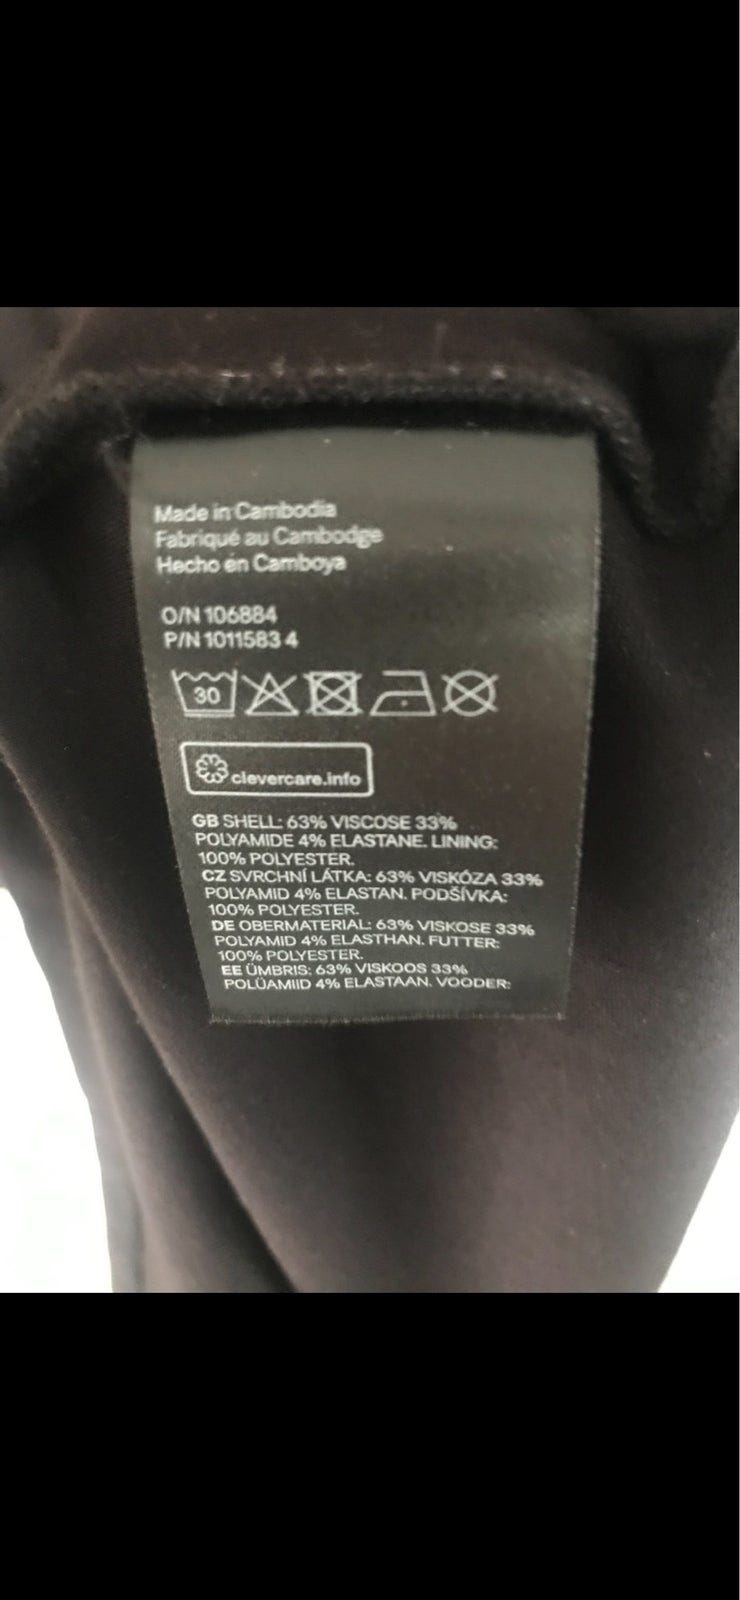 Made in Cambodia
Fabriqué au Cambodge
Hecho en Camboya
O/N 106884
P/N 1011583 4
30
clevercare.info
GB SHELL: 63% VISCOSE 33%
POLYAMIDE 4% ELASTANE. LINING:
100% POLYESTER.
CZ SVRCHNÍ LÁTKA: 63% VISKÓZA 33%
POLYAMID 4% ELASTAN. PODŠÍVKA:
100% POLYESTER.
DE OBERMATERIAL: 63% VISKOSE 33%
POLYAMID 4% ELASTHAN. FUTTER:
100% POLYESTER.
EE ÜMBRIS: 63% VISKOOS 33%
POLÜAMIID 4% ELASTAAN. VOODER: